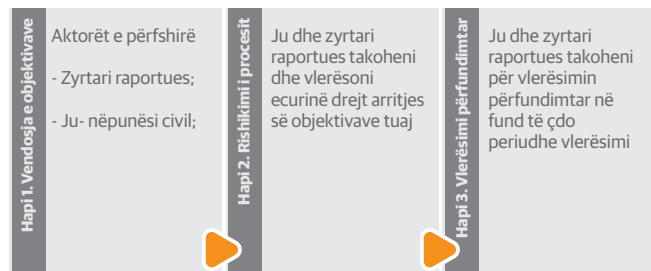 Hapi 1. Vendosja e objektivave
Aktorët e përfshirë
- Zyrtari raportues;
- Ju- nëpunësi civil;
Hapi 2. Rishikimi i procesit
Ju dhe zyrtari
raportues takoheni
dhe vlerësoni
ecurinë drejt arritjes
së objektivave tuaj
Hapi 3. Vlerësimi përfundimtar
Ju dhe zyrtari
raportues takoheni
për vlerësimin
përfundimtar në
fund të çdo
periudhe vlerësimi